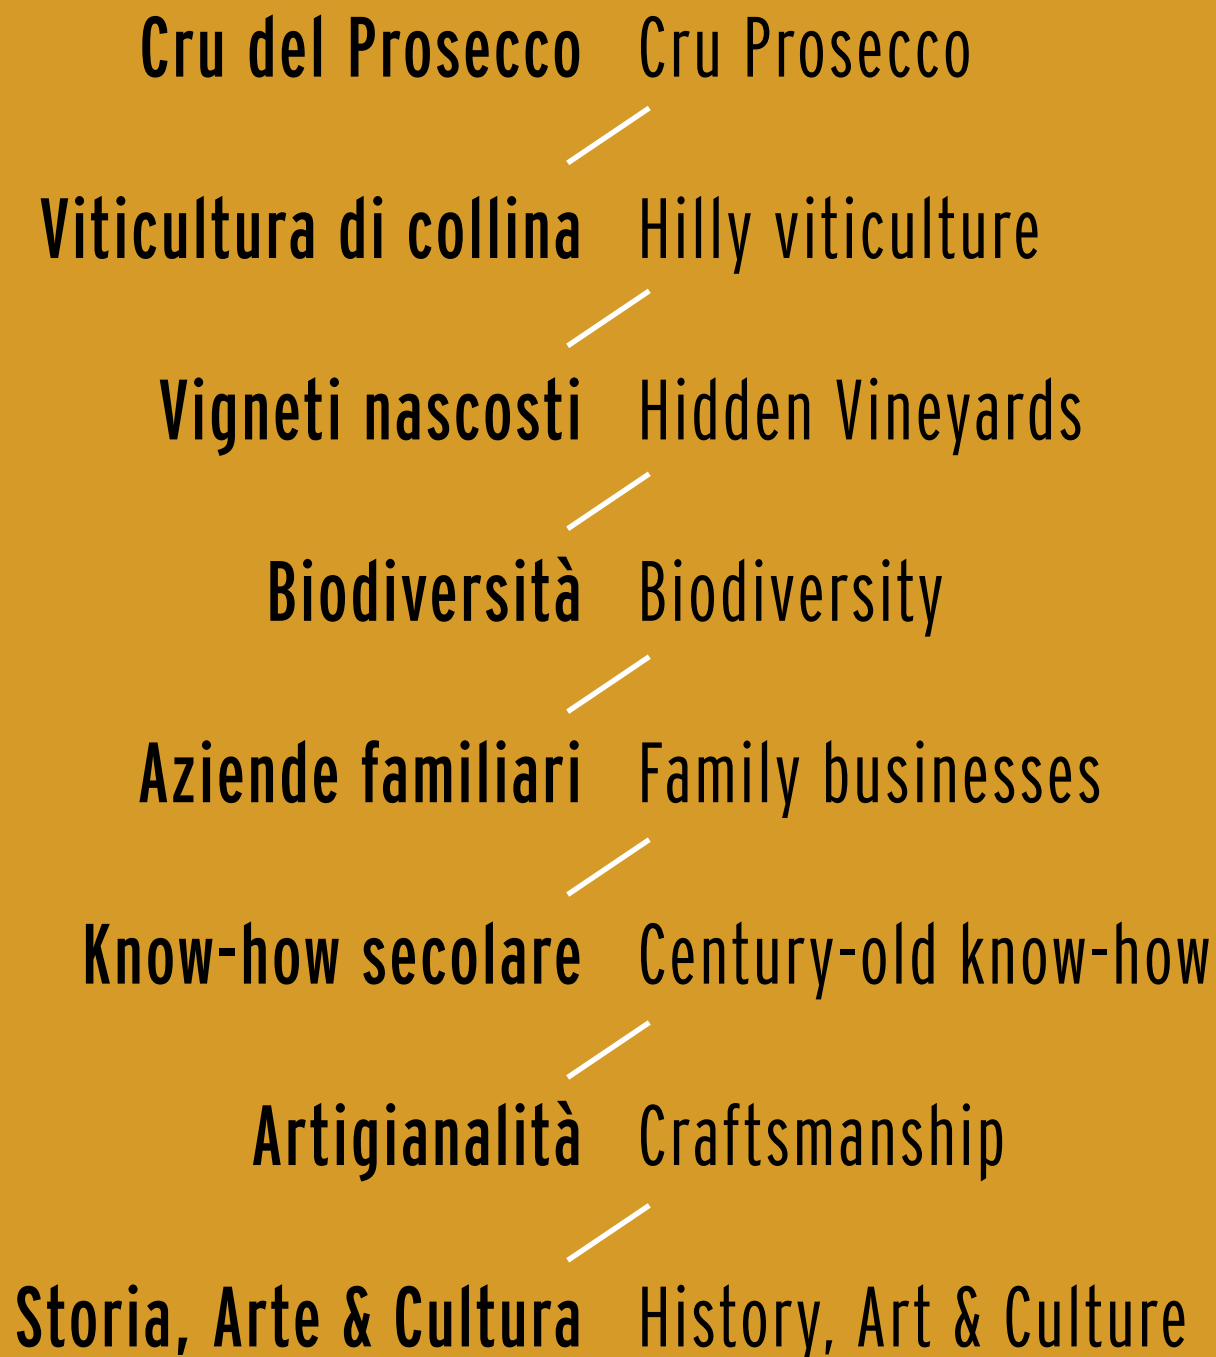 Cru del Prosecco Cru Prosecco
Viticultura di collina Hilly viticulture
Vigneti nascosti Hidden Vineyards
Biodiversità Biodiversity
Aziende familiari Family businesses
Know-how secolare Century-old know-how
Artigianalità Craftsmanship
Storia, Arte & Cultura History, Art & Culture